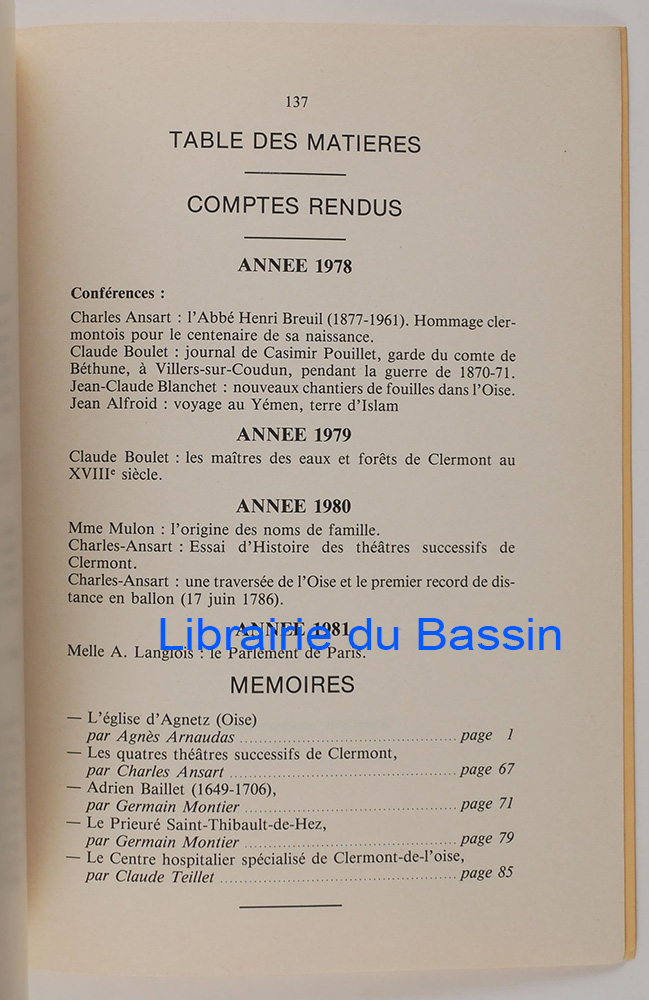 137
TABLE DES MATIERES
COMPTES RENDUS
ANNEE 1978
Conférences :
Charles Ansart : l'Abbé Henri Breuil (1877-1961). Hommage cler-
montois pour le centenaire de sa naissance.
Claude Boulet : journal de Casimir Pouillet, garde du comte de
Béthune, à Villers-sur-Coudun, pendant la guerre de 1870-71.
Jean-Claude Blanchet : nouveaux chantiers de fouilles dans l'Oise.
Jean Alfroid : voyage au Yémen, terre d'Islam
ANNEE 1979
Claude Boulet : les maîtres des eaux et forêts de Clermont au
XVIIIe siècle.
ANNEE 1980
Mme Mulon : l'origine des noms de famille.
Charles-Ansart : Essai d'Histoire des théâtres successifs de
Clermont.
Charles-Ansart : une traversée de l'Oise et le premier record de dis-
tance en ballon (17 juin 1786).
ANNEE 1981
Librairie du Bassin
Melle A. Langlois : le Parlement de Paris.
MEMOIRES
— L'église d'Agnetz (Oise)
par Agnès Arnaudas ........ page 1
— Les quatres théâtres successifs de Clermont,
par Charles Ansart ........ page 67
— Adrien Baillet (1649-1706),
par Germain Montier ........ page 71
— Le Prieuré Saint-Thibault-de-Hez,
par Germain Montier ........ page 79
— Le Centre hospitalier spécialisé de Clermont-de-l'oise,
par Claude Teillet ........ page 85